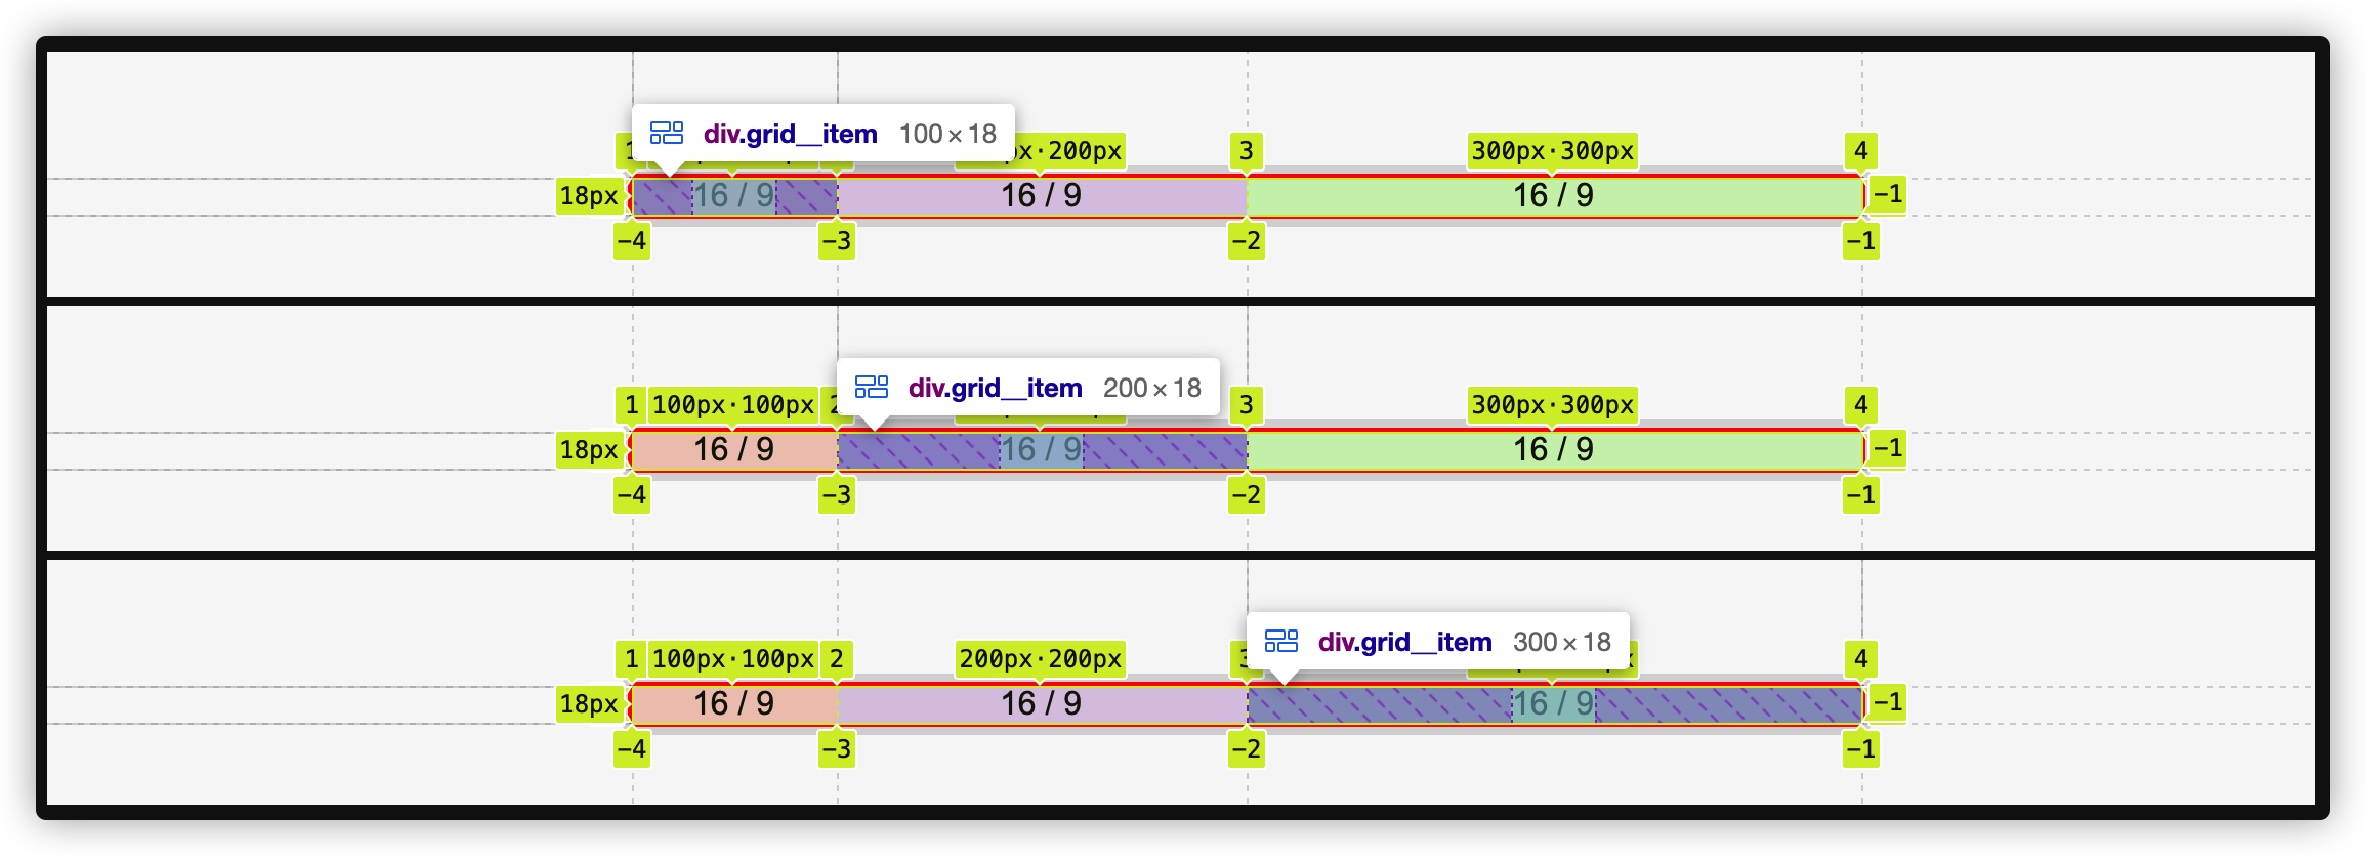 div.grid__item 100×18
1 px·200px 3 300px·300px 4
18px 16 / 9 16 / 9 16 / 9 −1
−4 −3 −2 −1
div.grid__item 200×18
1 100px·100px 2 3 300px·300px 4
18px 16 / 9 16 / 9 16 / 9 −1
−4 −3 −2 −1
div.grid__item 300×18
1 100px·100px 2 200px·200px 3 4
18px 16 / 9 16 / 9 16 / 9 −1
−4 −3 −2 −1